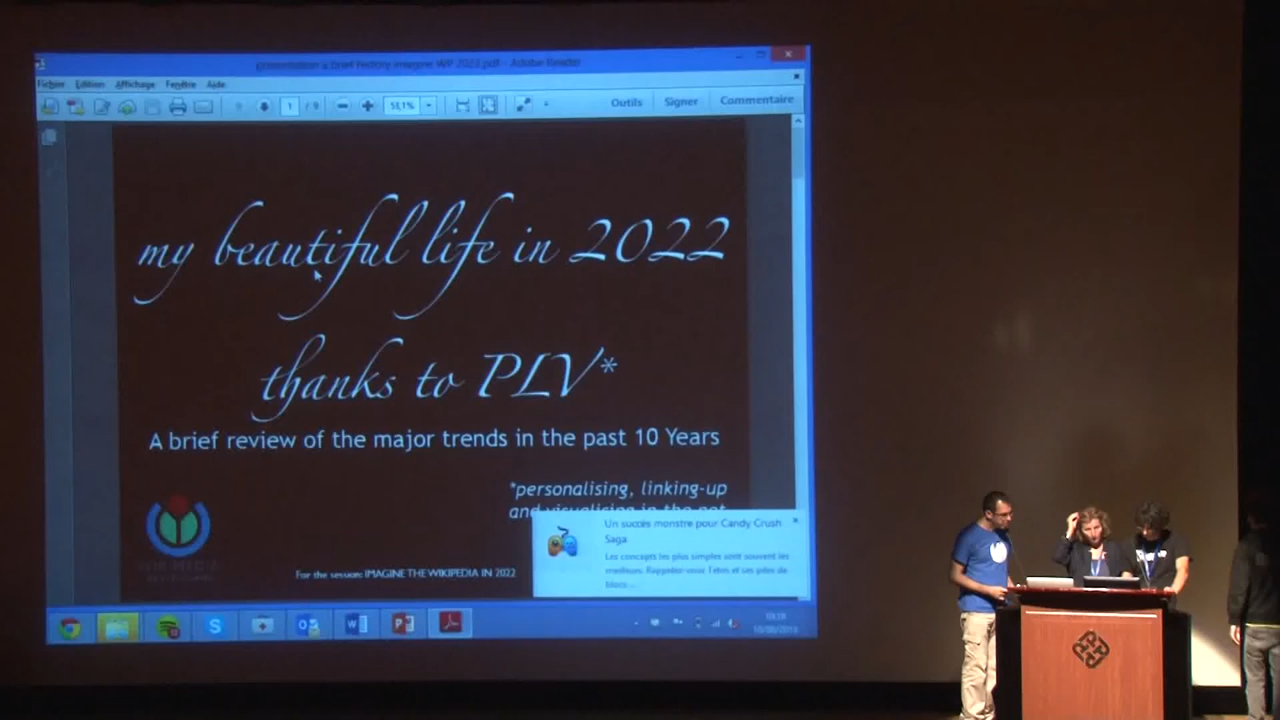 presentation a brief history imagine WP 2022.pdf - Adobe Reader
Fichier Edition Affichage Fenêtre Aide
1 / 9 53,1% Outils Signer Commentaire
my beautiful life in 2022
thanks to PLV*
A brief review of the major trends in the past 10 Years
*personalising, linking-up
and visualising in the net
For the session: IMAGINE THE WIKIPEDIA IN 2022
Un succès monstre pour Candy Crush
Saga
Les concepts les plus simples sont souvent les
meilleurs. Rappelez-vous Tetris et ses piles de
blocs...